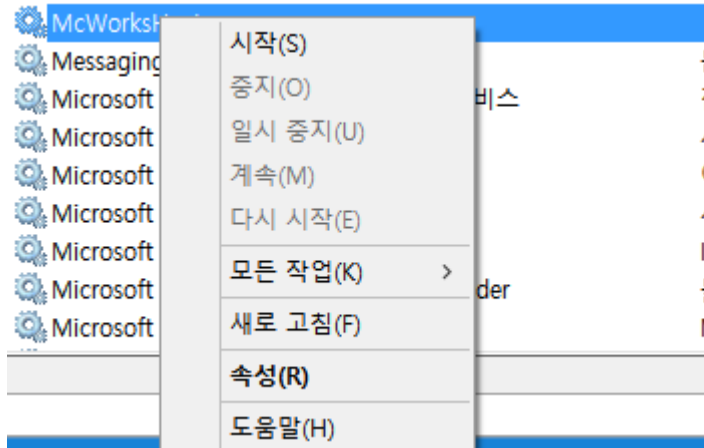 McWorks
시작(S)
Messaging
중지(O)
Microsoft
비스
일시 중지(U)
Microsoft
계속(M)
Microsoft
다시 시작(E)
Microsoft
Microsoft
모든 작업(K)
Microsoft
der
새로 고침(F)
Microsoft
속성(R)
도움말(H)